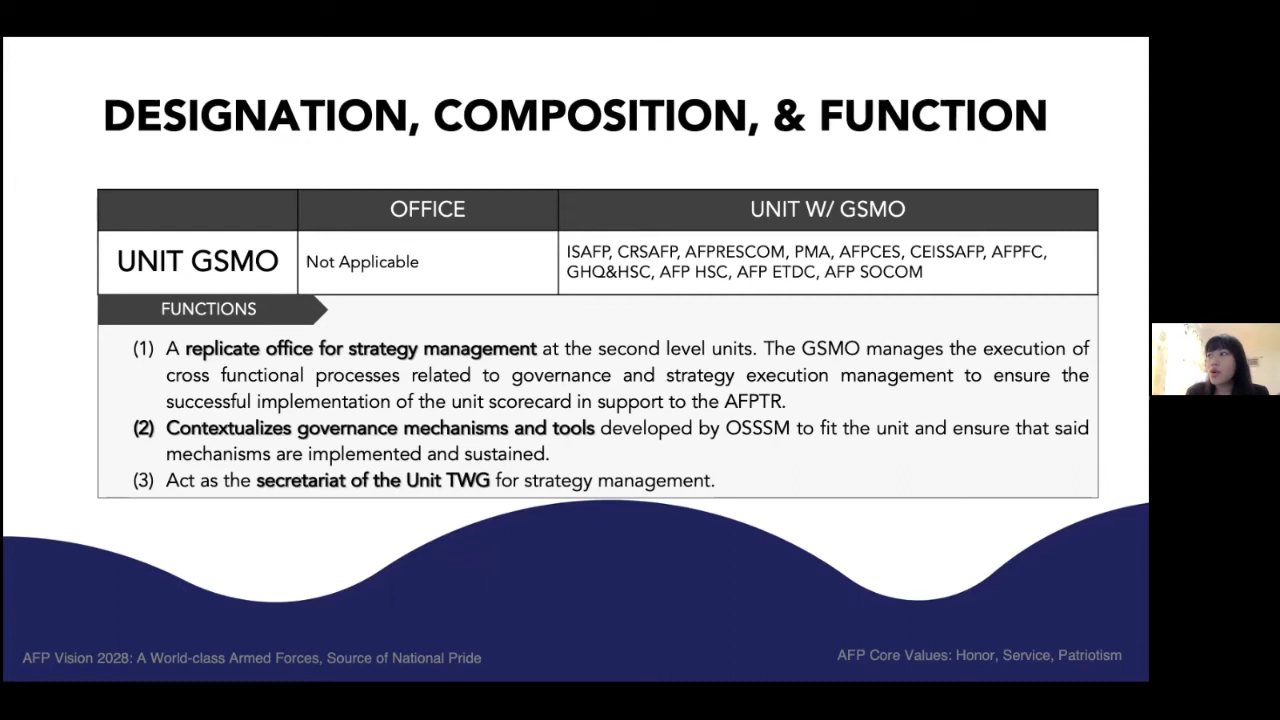 DESIGNATION, COMPOSITION, & FUNCTION
OFFICE
UNIT W/ GSMO
UNIT GSMO
Not Applicable
ISAFP, CRSAFP, AFPRESCOM, PMA, AFPCES, CEISSAFP, AFPFC,
GHQ&HSC, AFP HSC, AFP ETDC, AFP SOCOM
FUNCTIONS
(1) A replicate office for strategy management at the second level units. The GSMO manages the execution of
cross functional processes related to governance and strategy execution management to ensure the
successful implementation of the unit scorecard in support to the AFPTR.
(2) Contextualizes governance mechanisms and tools developed by OSSSM to fit the unit and ensure that said
mechanisms are implemented and sustained.
(3) Act as the secretariat of the Unit TWG for strategy management.
AFP Vision 2028: A World-class Armed Forces, Source of National Pride
AFP Core Values: Honor, Service, Patriotism